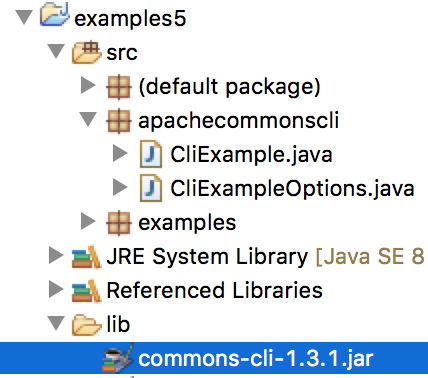 examples5
src
(default package)
apachecommonscli
CliExample.java
CliExampleOptions.java
examples
JRE System Library [Java SE 8
Referenced Libraries
lib
commons-cli-1.3.1.jar